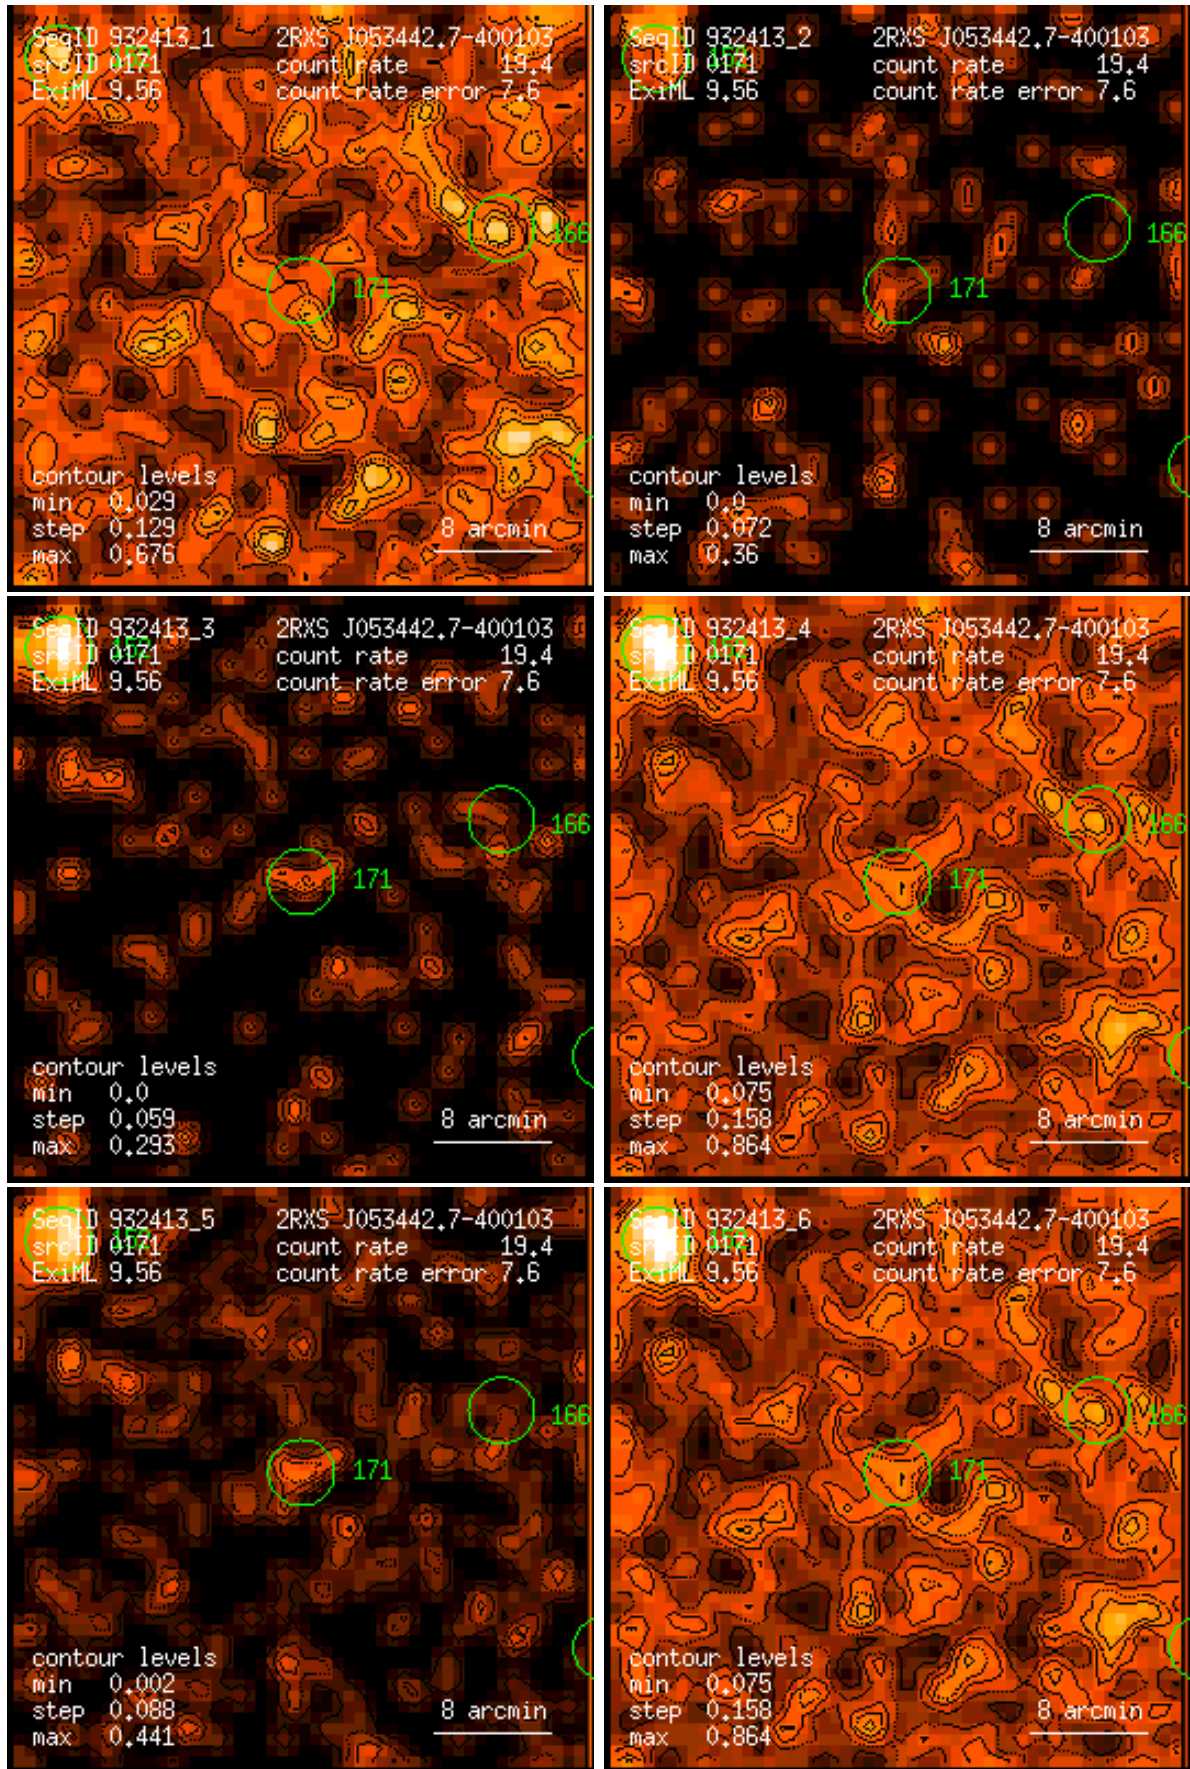 SeqID 932413_1 2RXS J053442.7-400103
srcID 0171 count rate 19.4
ExiML 9.56 count rate error 7.6
166
171
contour levels
min 0.029
step 0.129
max 0.676
8 arcmin
SeqID 932413_2 2RXS J053442.7-400103
srcID 0171 count rate 19.4
ExiML 9.56 count rate error 7.6
166
171
contour levels
min 0.0
step 0.072
max 0.36
8 arcmin
SeqID 932413_3 2RXS J053442.7-400103
srcID 0171 count rate 19.4
ExiML 9.56 count rate error 7.6
166
171
contour levels
min 0.0
step 0.059
max 0.293
8 arcmin
SeqID 932413_4 2RXS J053442.7-400103
srcID 0171 count rate 19.4
ExiML 9.56 count rate error 7.6
166
171
contour levels
min 0.075
step 0.158
max 0.864
8 arcmin
SeqID 932413_5 2RXS J053442.7-400103
srcID 0171 count rate 19.4
ExiML 9.56 count rate error 7.6
166
171
contour levels
min 0.002
step 0.088
max 0.441
8 arcmin
SeqID 932413_6 2RXS J053442.7-400103
srcID 0171 count rate 19.4
ExiML 9.56 count rate error 7.6
166
171
contour levels
min 0.075
step 0.158
max 0.864
8 arcmin